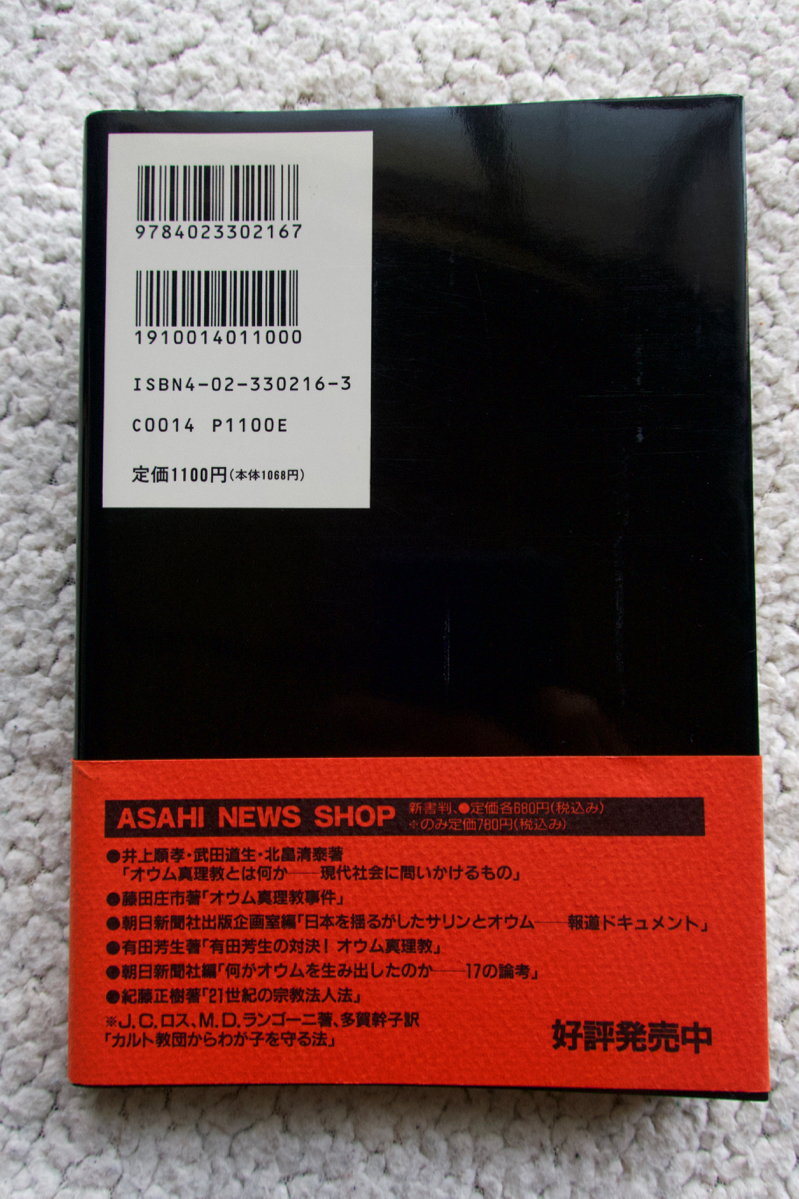 9784023302167
1910014011000
ISBN4-02-330216-3
C0014 P1100E
定価1100円(本体1068円)
ASAHI NEWS SHOP
新書判、●定価各680円(税込み)
※のみ定価780円(税込み)
●井上順孝・武田道生・北畠清泰著
「オウム真理教とは何か——現代社会に問いかけるもの」
●藤田庄市著「オウム真理教事件」
●朝日新聞社出版企画室編「日本を揺るがしたサリンとオウム——報道ドキュメント」
●有田芳生著「有田芳生の対決! オウム真理教」
●朝日新聞社編「何がオウムを生み出したのか——17の論考」
●紀藤正樹著「21世紀の宗教法人法」
※J.C.ロス、M.D.ランゴーニ著、多賀幹子訳
「カルト教団からわが子を守る法」
好評発売中